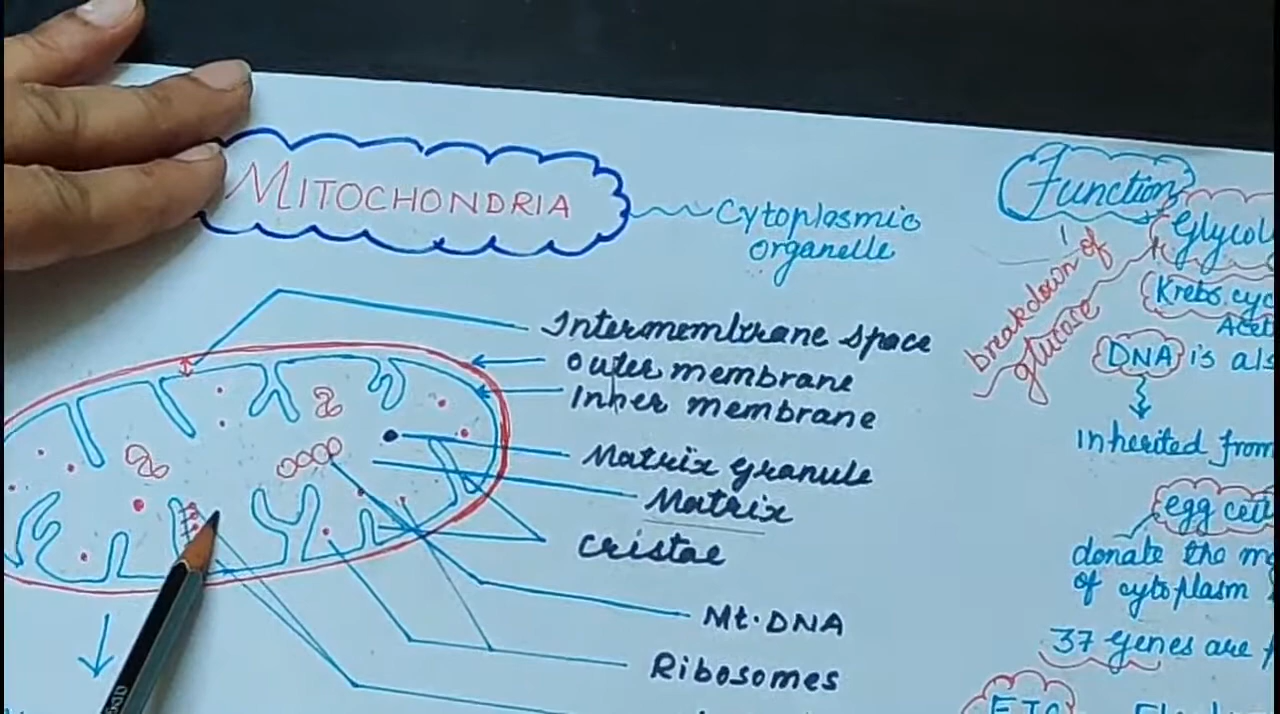 MITOCHONDRIA
Cytoplasmic
organelle
Intermembrane space
Outer membrane
Inner membrane
Matrix granule
Matrix
Cristae
Mt. DNA
Ribosomes
Function
Glycol
breakdown of
glucose
Krebs cyc
Acet
DNA is als
inherited from
egg cell
donate the m
of cytoplasm
37 genes are
ETC